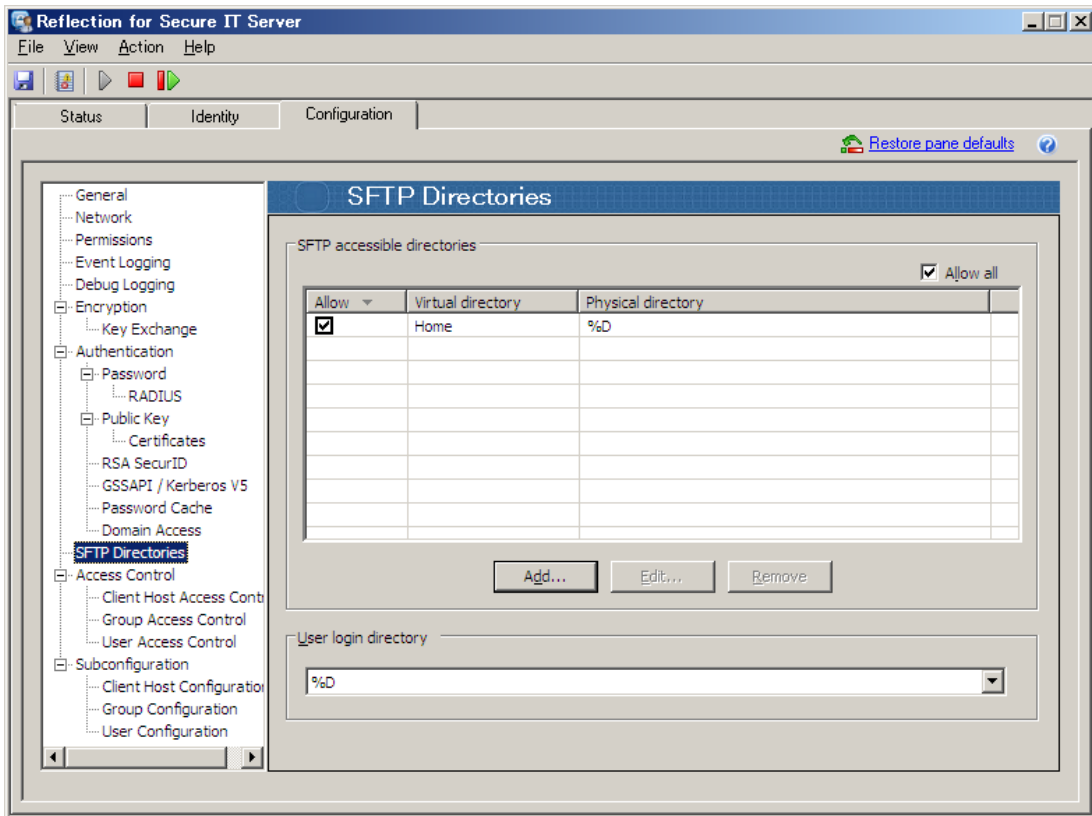 Reflection for Secure IT Server
File View Action Help
Status Identity Configuration
Restore pane defaults
General
Network
Permissions
Event Logging
Debug Logging
Encryption
Key Exchange
Authentication
Password
RADIUS
Public Key
Certificates
RSA SecurID
GSSAPI / Kerberos V5
Password Cache
Domain Access
SFTP Directories
Access Control
Client Host Access Cont
Group Access Control
User Access Control
Subconfiguration
Client Host Configuration
Group Configuration
User Configuration
SFTP Directories
SFTP accessible directories
Allow all
Allow Virtual directory Physical directory
Home %D
Add... Edit... Remove
User login directory
%D